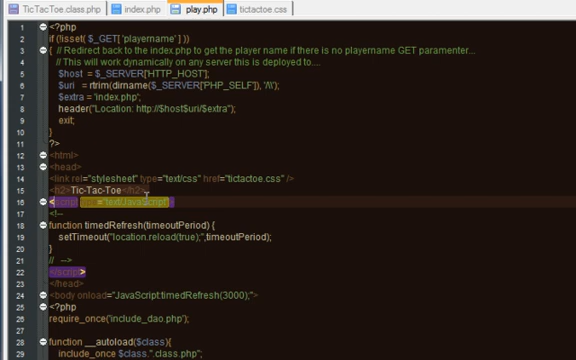 TicTacToe.class.php index.php play.php tictactoe.css
1 <?php
2 if (!isset( $_GET[ 'playername' ] ))
3 { // Redirect back to the index.php to get the player name if there is no playername GET paramenter...
4 // This will work dynamically on any server this is deployed to....
5 $host = $_SERVER['HTTP_HOST'];
6 $uri = rtrim(dirname($_SERVER['PHP_SELF']), '/\\');
7 $extra = 'index.php';
8 header("Location: http://$host$uri/$extra");
9 exit;
10 }
11 ?>
12 <html>
13 <head>
14 <link rel="stylesheet" type="text/css" href="tictactoe.css" />
15 <h2>Tic-Tac-Toe</h2>
16 <script type="text/JavaScript">
17 <!--
18 function timedRefresh(timeoutPeriod) {
19 setTimeout("location.reload(true);",timeoutPeriod);
20 }
21 // -->
22 </script>
23 </head>
24 <body onload="JavaScript:timedRefresh(3000);">
25 <?php
26 require_once('include_dao.php');
27
28 function __autoload($class){
29 include_once $class.".class.php";